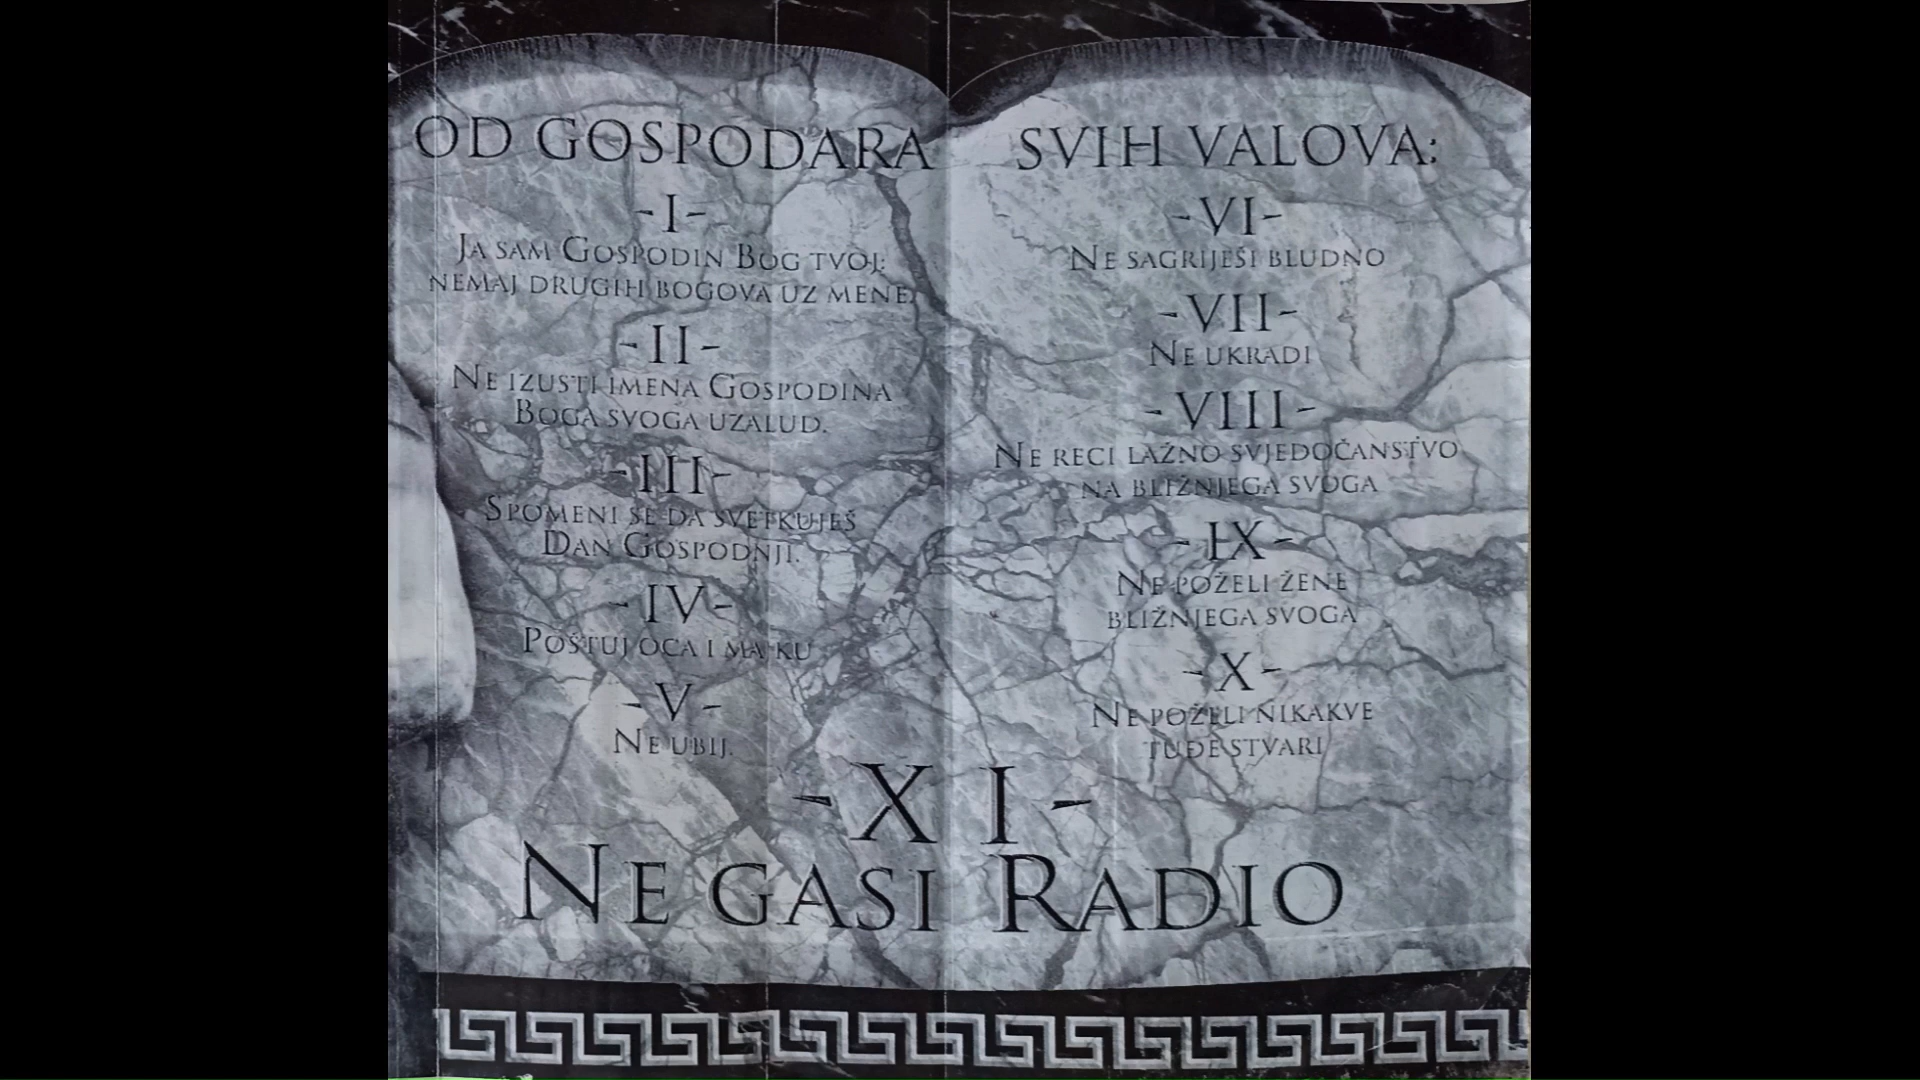 OD GOSPODARA SVIH VALOVA:
-I-
JA SAM GOSPODIN BOG TVOJ:
NEMAJ DRUGIH BOGOVA UZ MENE.
-II-
NE IZUSTI IMENA GOSPODINA
BOGA SVOGA UZALUD.
-III-
SPOMENI SE DA SVETKUJEŠ
DAN GOSPODNJI.
-IV-
POŠTUJ OCA I MAJKU
-V-
NE UBIJ.
-VI-
NE SAGRIJEŠI BLUDNO
-VII-
NE UKRADI
-VIII-
NE RECI LAŽNO SVJEDOČANSTVO
NA BLIŽNJEGA SVOGA
-IX-
NE POŽELI ŽENE
BLIŽNJEGA SVOGA
-X-
NE POŽELI NIKAKVE
TUĐE STVARI
-XI-
NE GASI RADIO